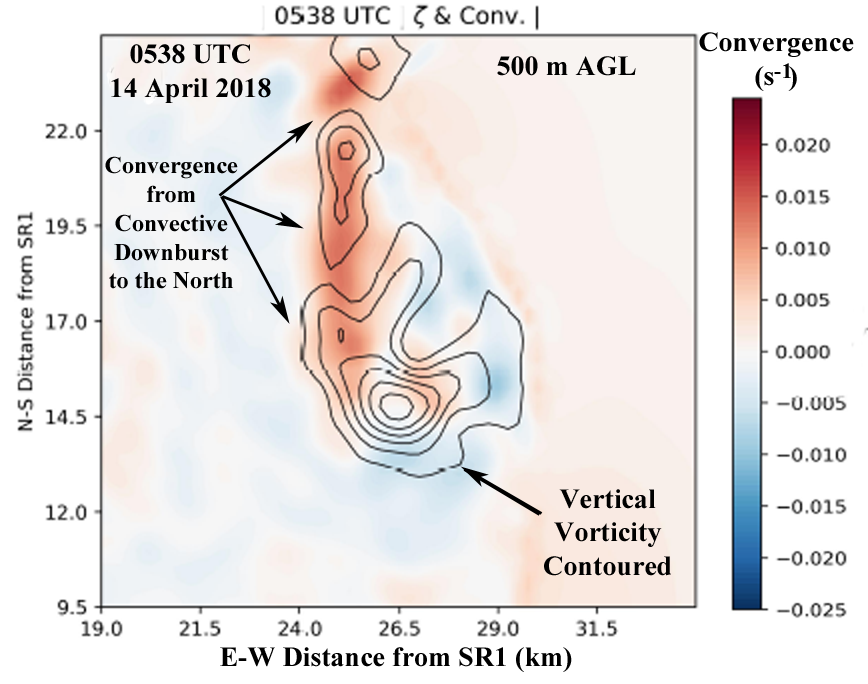 0538 UTC | ζ & Conv. |
0538 UTC
14 April 2018
500 m AGL
Convergence
(s-1)
Convergence
from
Convective
Downburst
to the North
Vertical
Vorticity
Contoured
N-S Distance from SR1
22.0
19.5
17.0
14.5
12.0
9.5
19.0
21.5
24.0
26.5
29.0
31.5
E-W Distance from SR1 (km)
0.020
0.015
0.010
0.005
0.000
−0.005
−0.010
−0.015
−0.020
−0.025